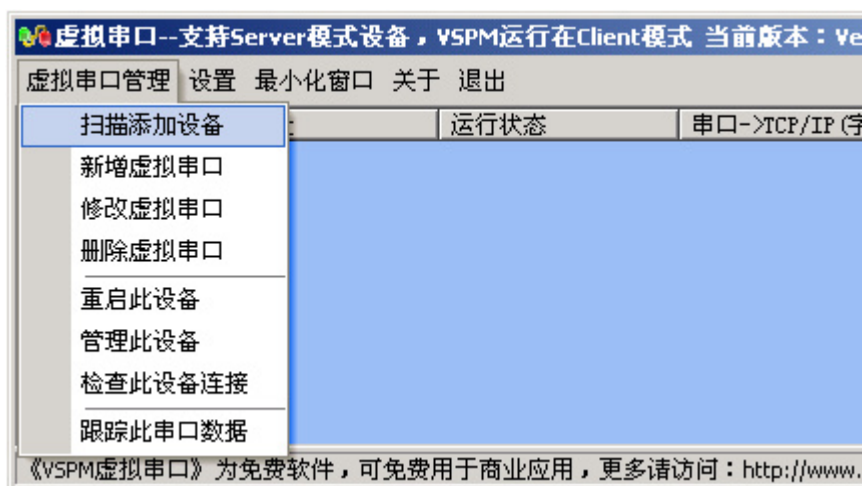 虚拟串口--支持Server模式设备，VSPM运行在Client模式 当前版本：Ve
虚拟串口管理 设置 最小化窗口 关于 退出
扫描添加设备 运行状态 串口->TCP/IP(字
新增虚拟串口
修改虚拟串口
删除虚拟串口
重启此设备
管理此设备
检查此设备连接
跟踪此串口数据
《VSPM虚拟串口》为免费软件，可免费用于商业应用，更多请访问：http://www.